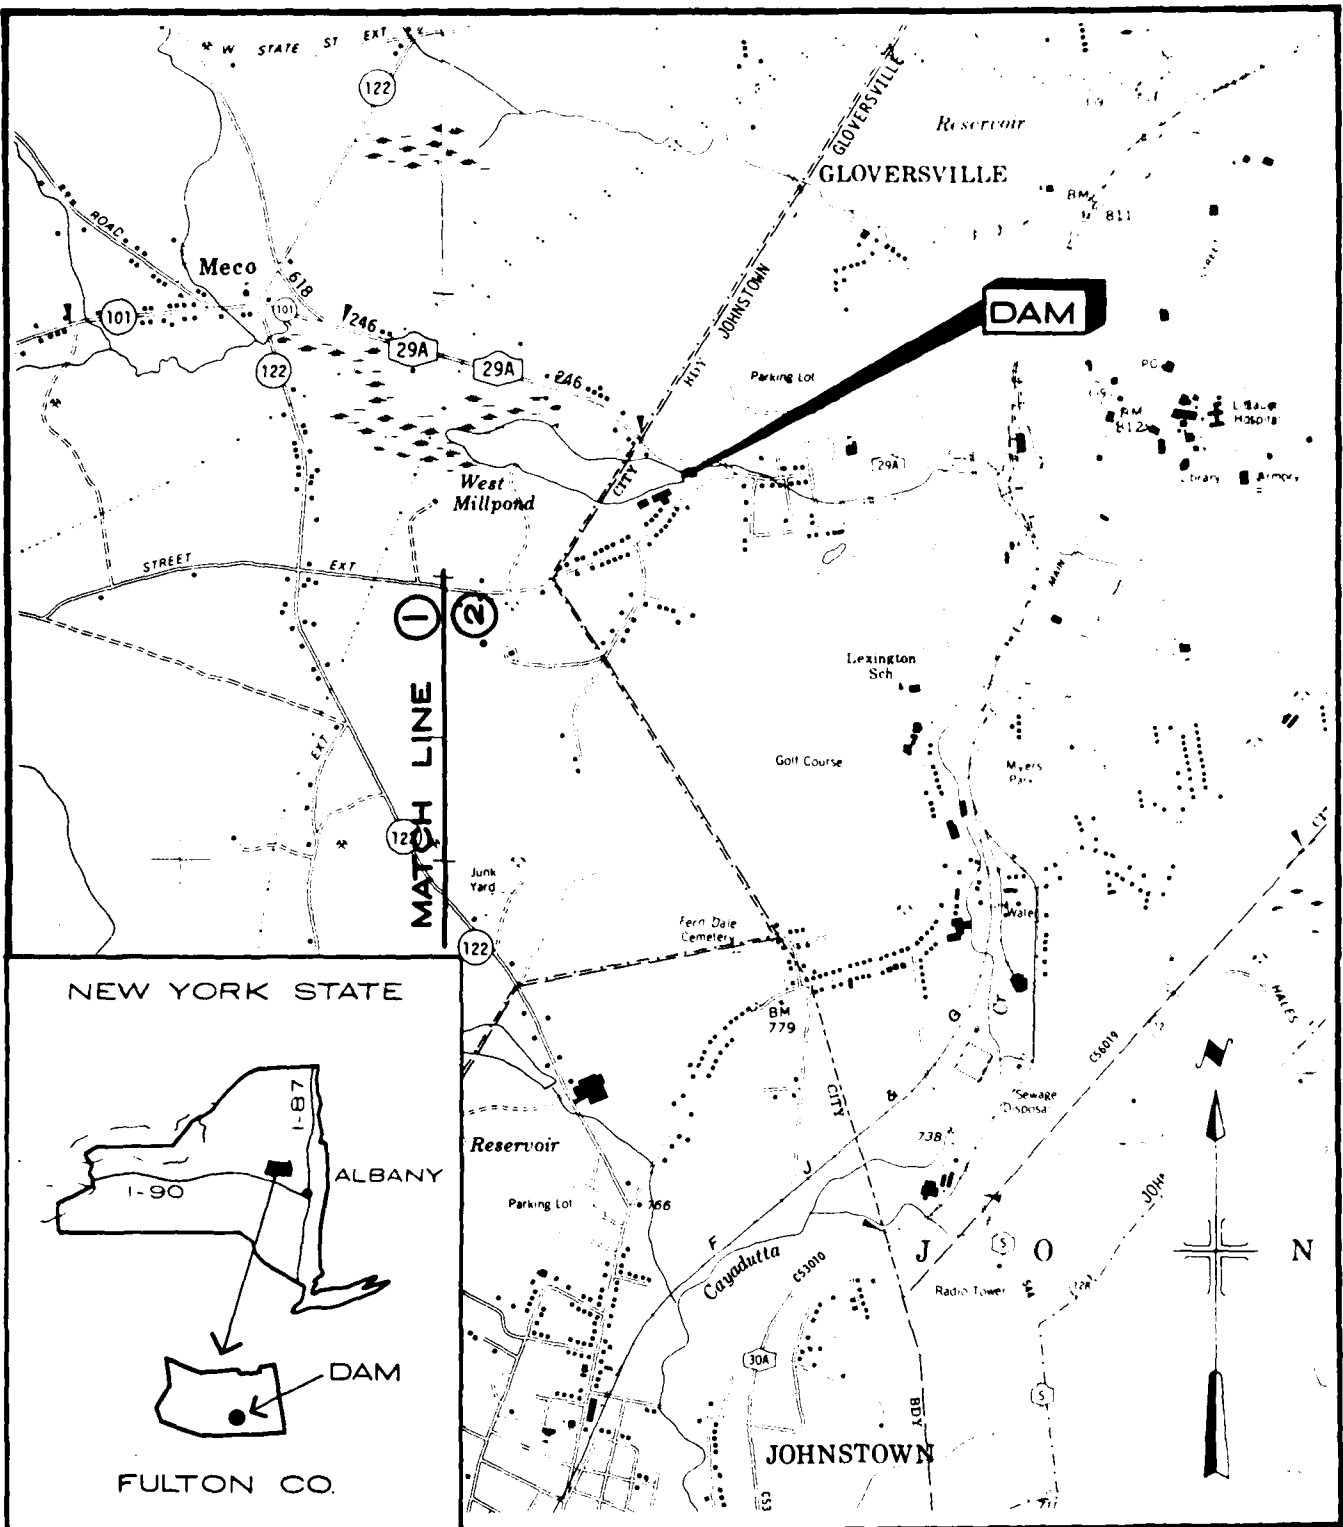 W STATE ST EXT
122
GLOVERSVILLE
Reservoir
GLOVERSVILLE
BM
811
ROAD
Meco
618
JOHNSTOWN
101
101
246
29A
29A
DAM
122
246
BDY
Parking Lot
PO
BM
812
Hospital
29A
CITY
West
Millpond
Armory
STREET EXT
MAIN
1 2
Lexington
Sch
MATCH LINE
EXT
Golf Course
Myers
Park
122
Junk
Yard
Fern Dale
Cemetery
Water
122
NEW YORK STATE
BM
779
HALES
CS6019
I-87
CITY
&
G
Sewage
Disposal
Reservoir
738
ALBANY
I-90
J
Parking Lot
766
F
Cayadutta
CS3010
J O N
S
Radio Tower
30A
DAM
S
BDY
JOHNSTOWN
FULTON CO.
N